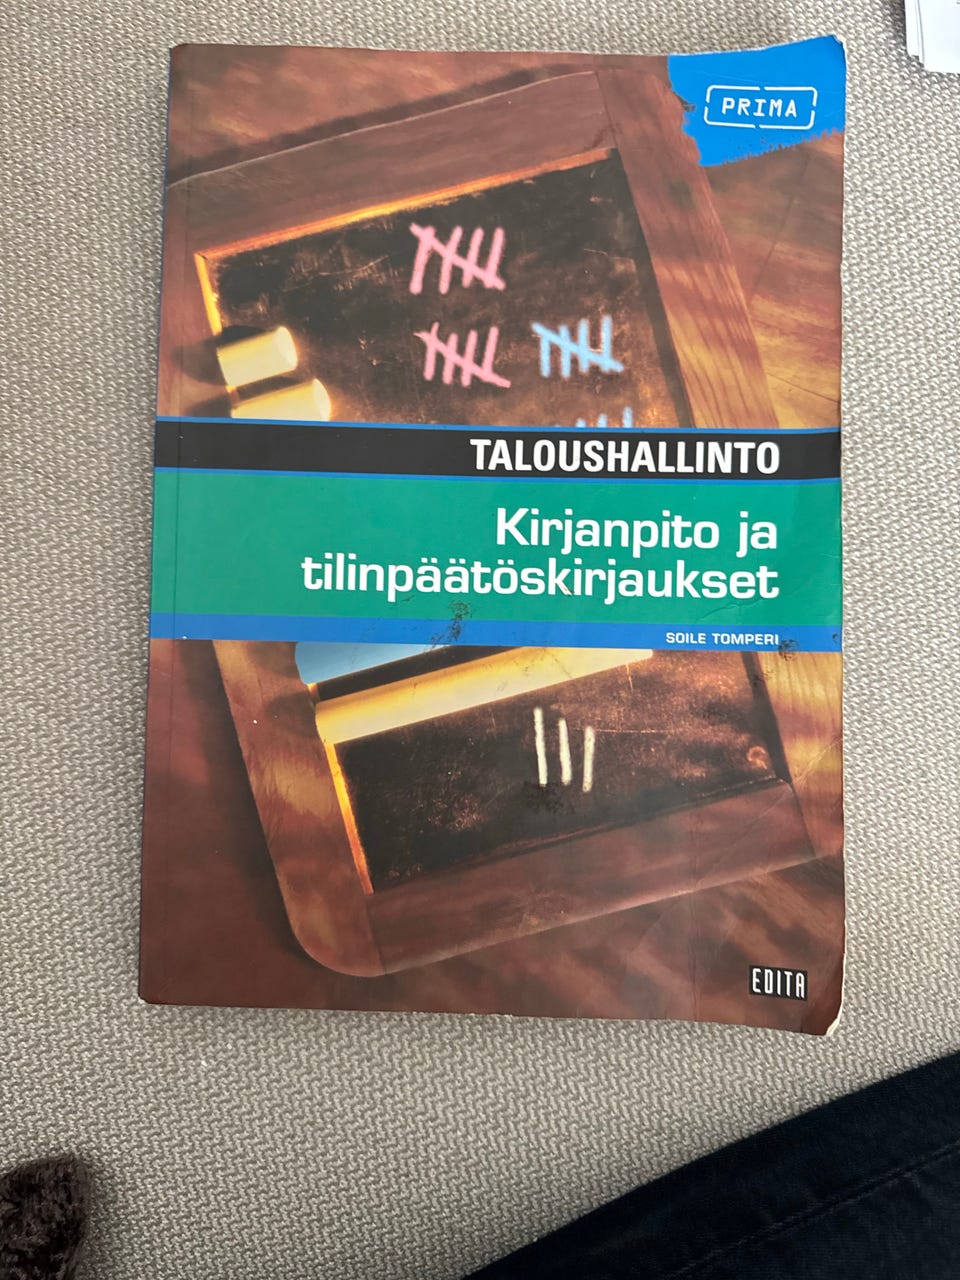 PRIMA
TALOUSHALLINTO
Kirjanpito ja
tilinpäätöskirjaukset
SOILE TOMPERI
EDITA